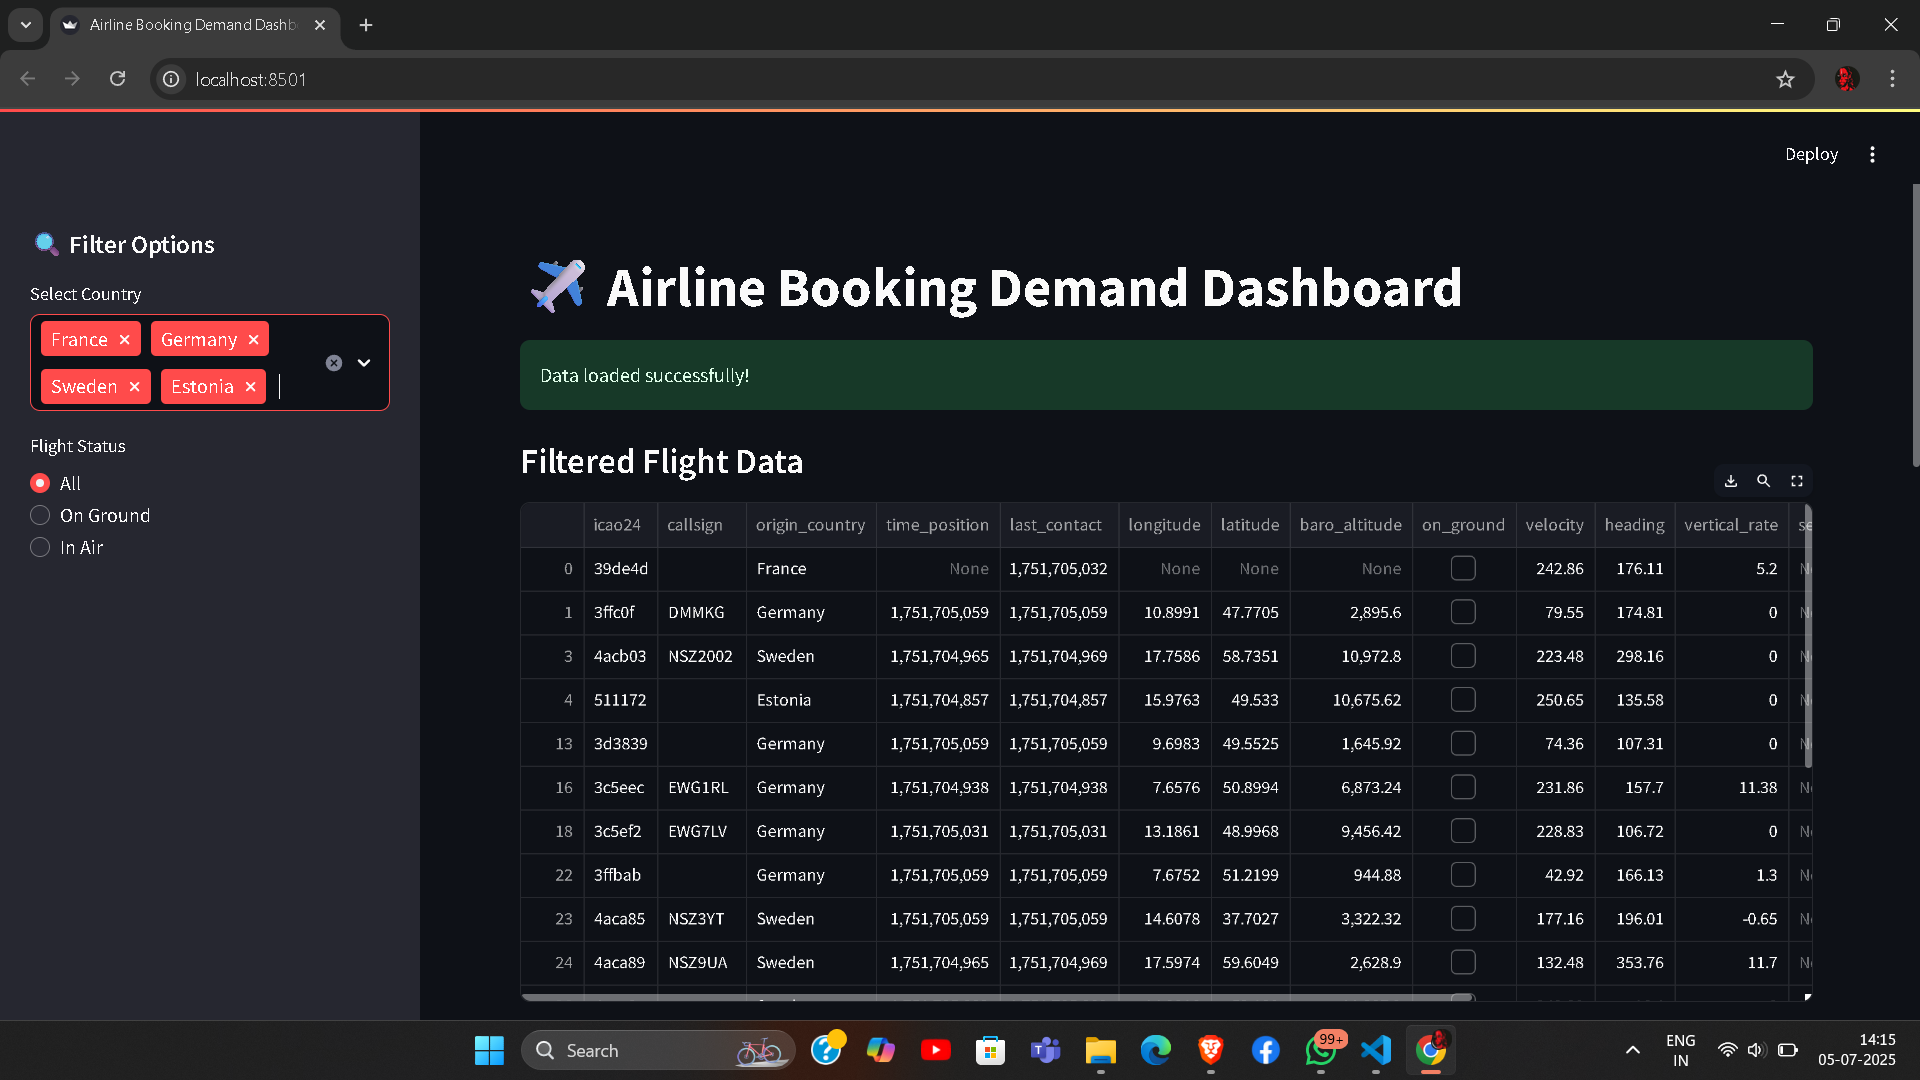 Airline Booking Demand Dashb
localhost:8501
Deploy
Filter Options
Select Country
France
Germany
Sweden
Estonia
Flight Status
All
On Ground
In Air
Airline Booking Demand Dashboard
Data loaded successfully!
Filtered Flight Data
icao24 callsign origin_country time_position last_contact longitude latitude baro_altitude on_ground velocity heading vertical_rate
0 39de4d France None 1,751,705,032 None None None 242.86 176.11 5.2
1 3ffc0f DMMKG Germany 1,751,705,059 1,751,705,059 10.8991 47.7705 2,895.6 79.55 174.81 0
3 4acb03 NSZ2002 Sweden 1,751,704,965 1,751,704,969 17.7586 58.7351 10,972.8 223.48 298.16 0
4 511172 Estonia 1,751,704,857 1,751,704,857 15.9763 49.533 10,675.62 250.65 135.58 0
13 3d3839 Germany 1,751,705,059 1,751,705,059 9.6983 49.5525 1,645.92 74.36 107.31 0
16 3c5eec EWG1RL Germany 1,751,704,938 1,751,704,938 7.6576 50.8994 6,873.24 231.86 157.7 11.38
18 3c5ef2 EWG7LV Germany 1,751,705,031 1,751,705,031 13.1861 48.9968 9,456.42 228.83 106.72 0
22 3ffbab Germany 1,751,705,059 1,751,705,059 7.6752 51.2199 944.88 42.92 166.13 1.3
23 4aca85 NSZ3YT Sweden 1,751,705,059 1,751,705,059 14.6078 37.7027 3,322.32 177.16 196.01 -0.65
24 4aca89 NSZ9UA Sweden 1,751,704,965 1,751,704,969 17.5974 59.6049 2,628.9 132.48 353.76 11.7
Search
99+
ENG
IN
14:15
05-07-2025